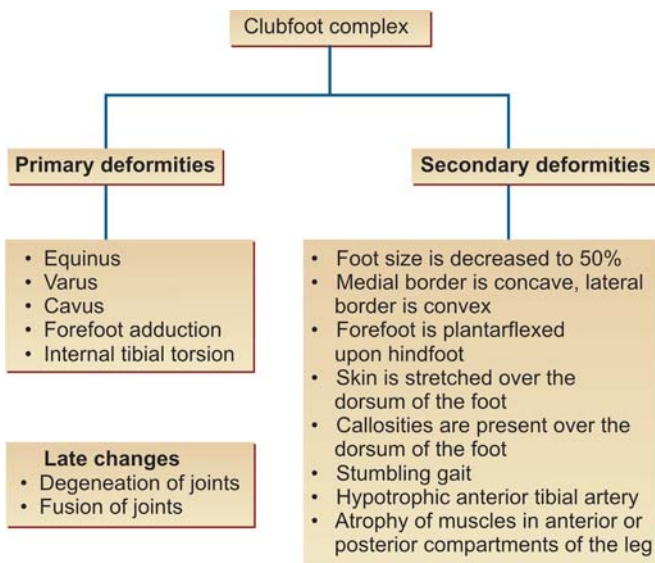 Clubfoot complex
Primary deformities
• Equinus
• Varus
• Cavus
• Forefoot adduction
• Internal tibial torsion
Late changes
• Degeneation of joints
• Fusion of joints
Secondary deformities
• Foot size is decreased to 50%
• Medial border is concave, lateral
border is convex
• Forefoot is plantarflexed
upon hindfoot
• Skin is stretched over the
dorsum of the foot
• Callosities are present over the
dorsum of the foot
• Stumbling gait
• Hypotrophic anterior tibial artery
• Atrophy of muscles in anterior or
posterior compartments of the leg